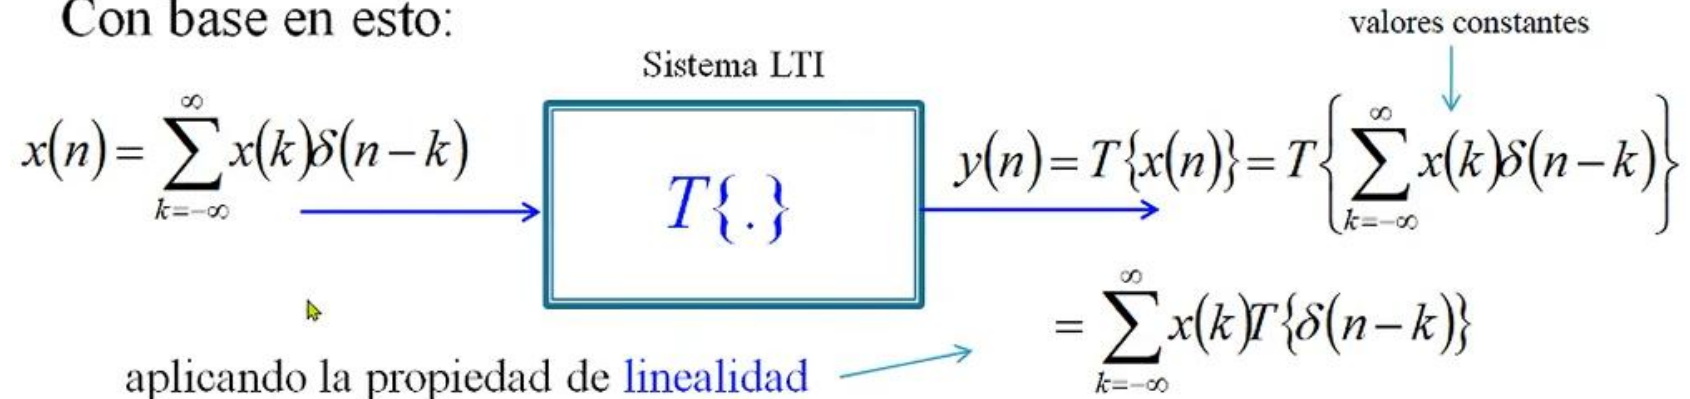 Con base en esto:
valores constantes
Sistema LTI
x(n) = ∑_{k=-∞}^{∞} x(k)δ(n-k)
T{.}
y(n) = T{x(n)} = T{∑_{k=-∞}^{∞} x(k)δ(n-k)}
= ∑_{k=-∞}^{∞} x(k)T{δ(n-k)}
aplicando la propiedad de linealidad